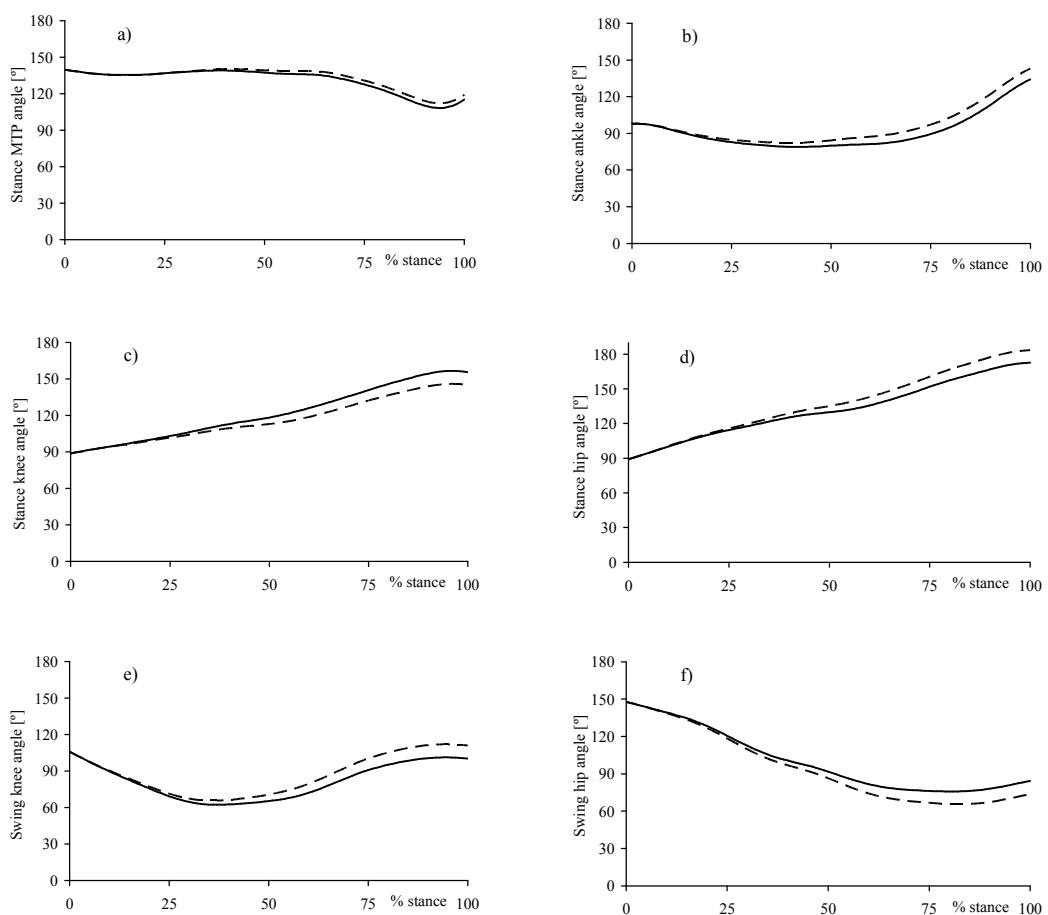 a)
Stance MTP angle [°]
180
150
120
90
60
30
0
0 25 50 75 % stance 100
b)
Stance ankle angle [°]
180
150
120
90
60
30
0
0 25 50 75 % stance 100
c)
Stance knee angle [°]
180
150
120
90
60
30
0
0 25 50 75 % stance 100
d)
Stance hip angle [°]
180
150
120
90
60
30
0
0 25 50 75 % stance 100
e)
Swing knee angle [°]
180
150
120
90
60
30
0
0 25 50 75 % stance 100
f)
Swing hip angle [°]
180
150
120
90
60
30
0
0 25 50 75 % stance 100